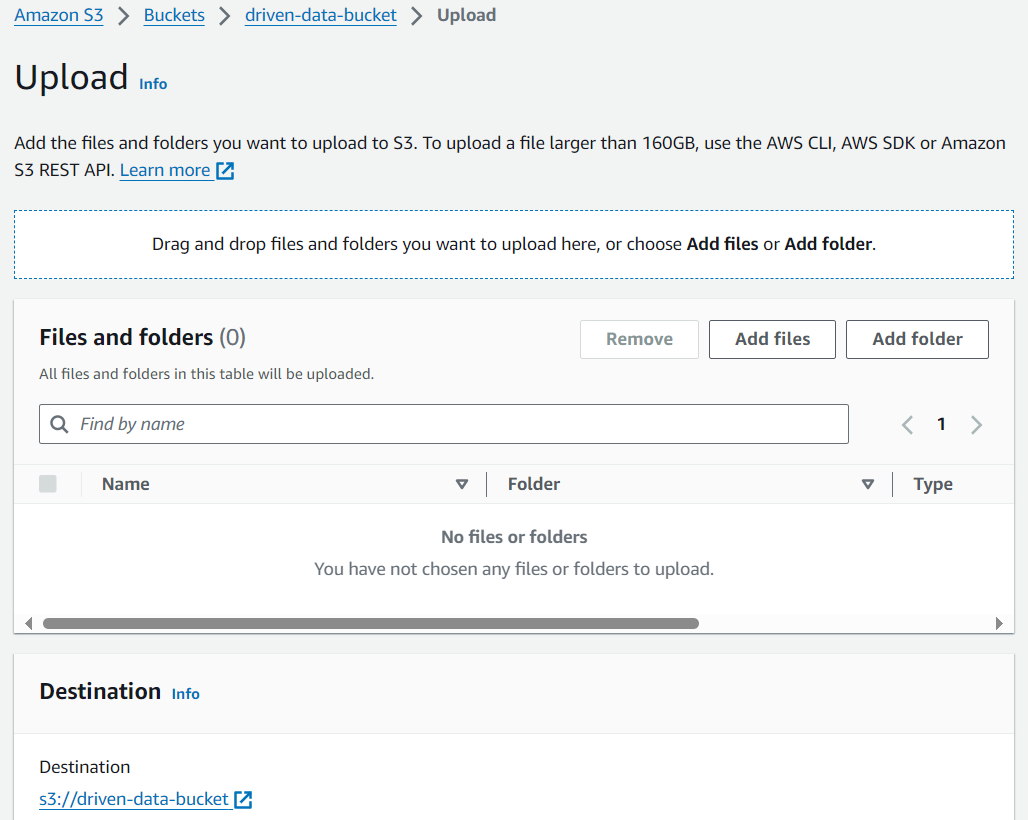 Amazon S3 > Buckets > driven-data-bucket > Upload
Upload Info
Add the files and folders you want to upload to S3. To upload a file larger than 160GB, use the AWS CLI, AWS SDK or Amazon
S3 REST API. Learn more
Drag and drop files and folders you want to upload here, or choose Add files or Add folder.
Files and folders (0)
Remove
Add files
Add folder
All files and folders in this table will be uploaded.
Find by name
1
Name
Folder
Type
No files or folders
You have not chosen any files or folders to upload.
Destination Info
Destination
s3://driven-data-bucket